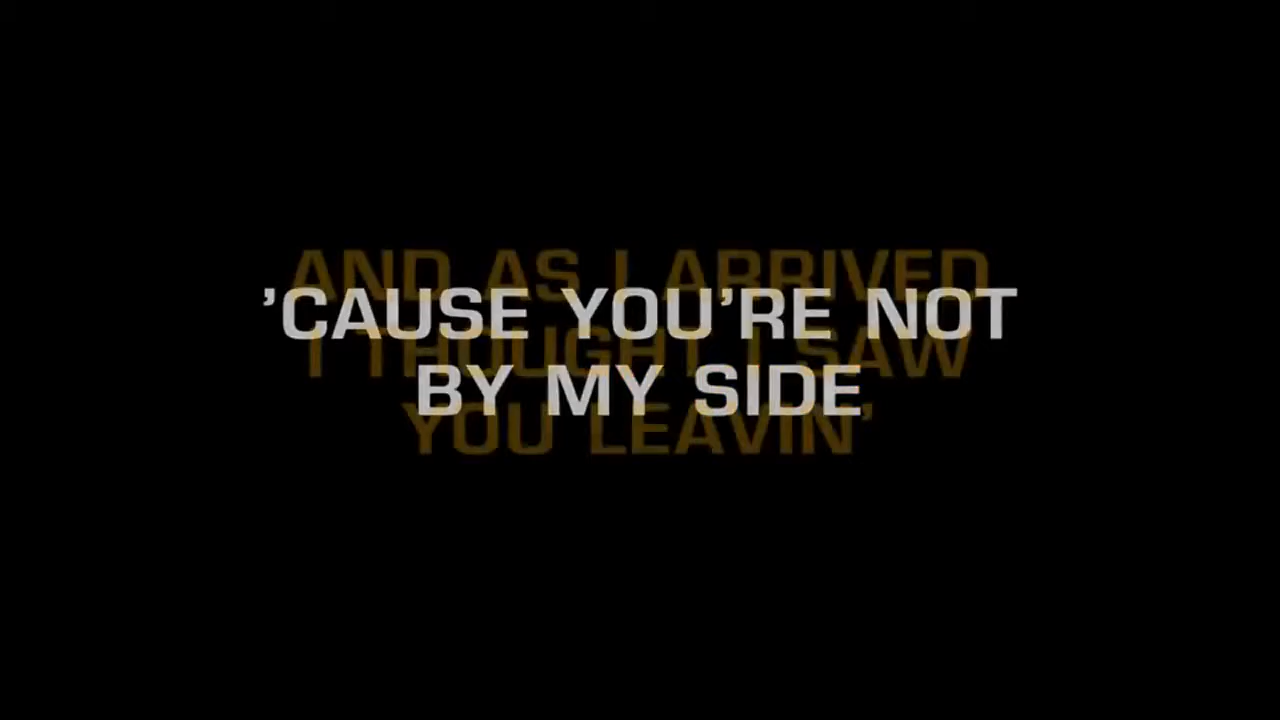 AND AS I ARRIVED
'CAUSE YOU'RE NOT
I THOUGHT I SAW
BY MY SIDE
YOU LEAVIN'